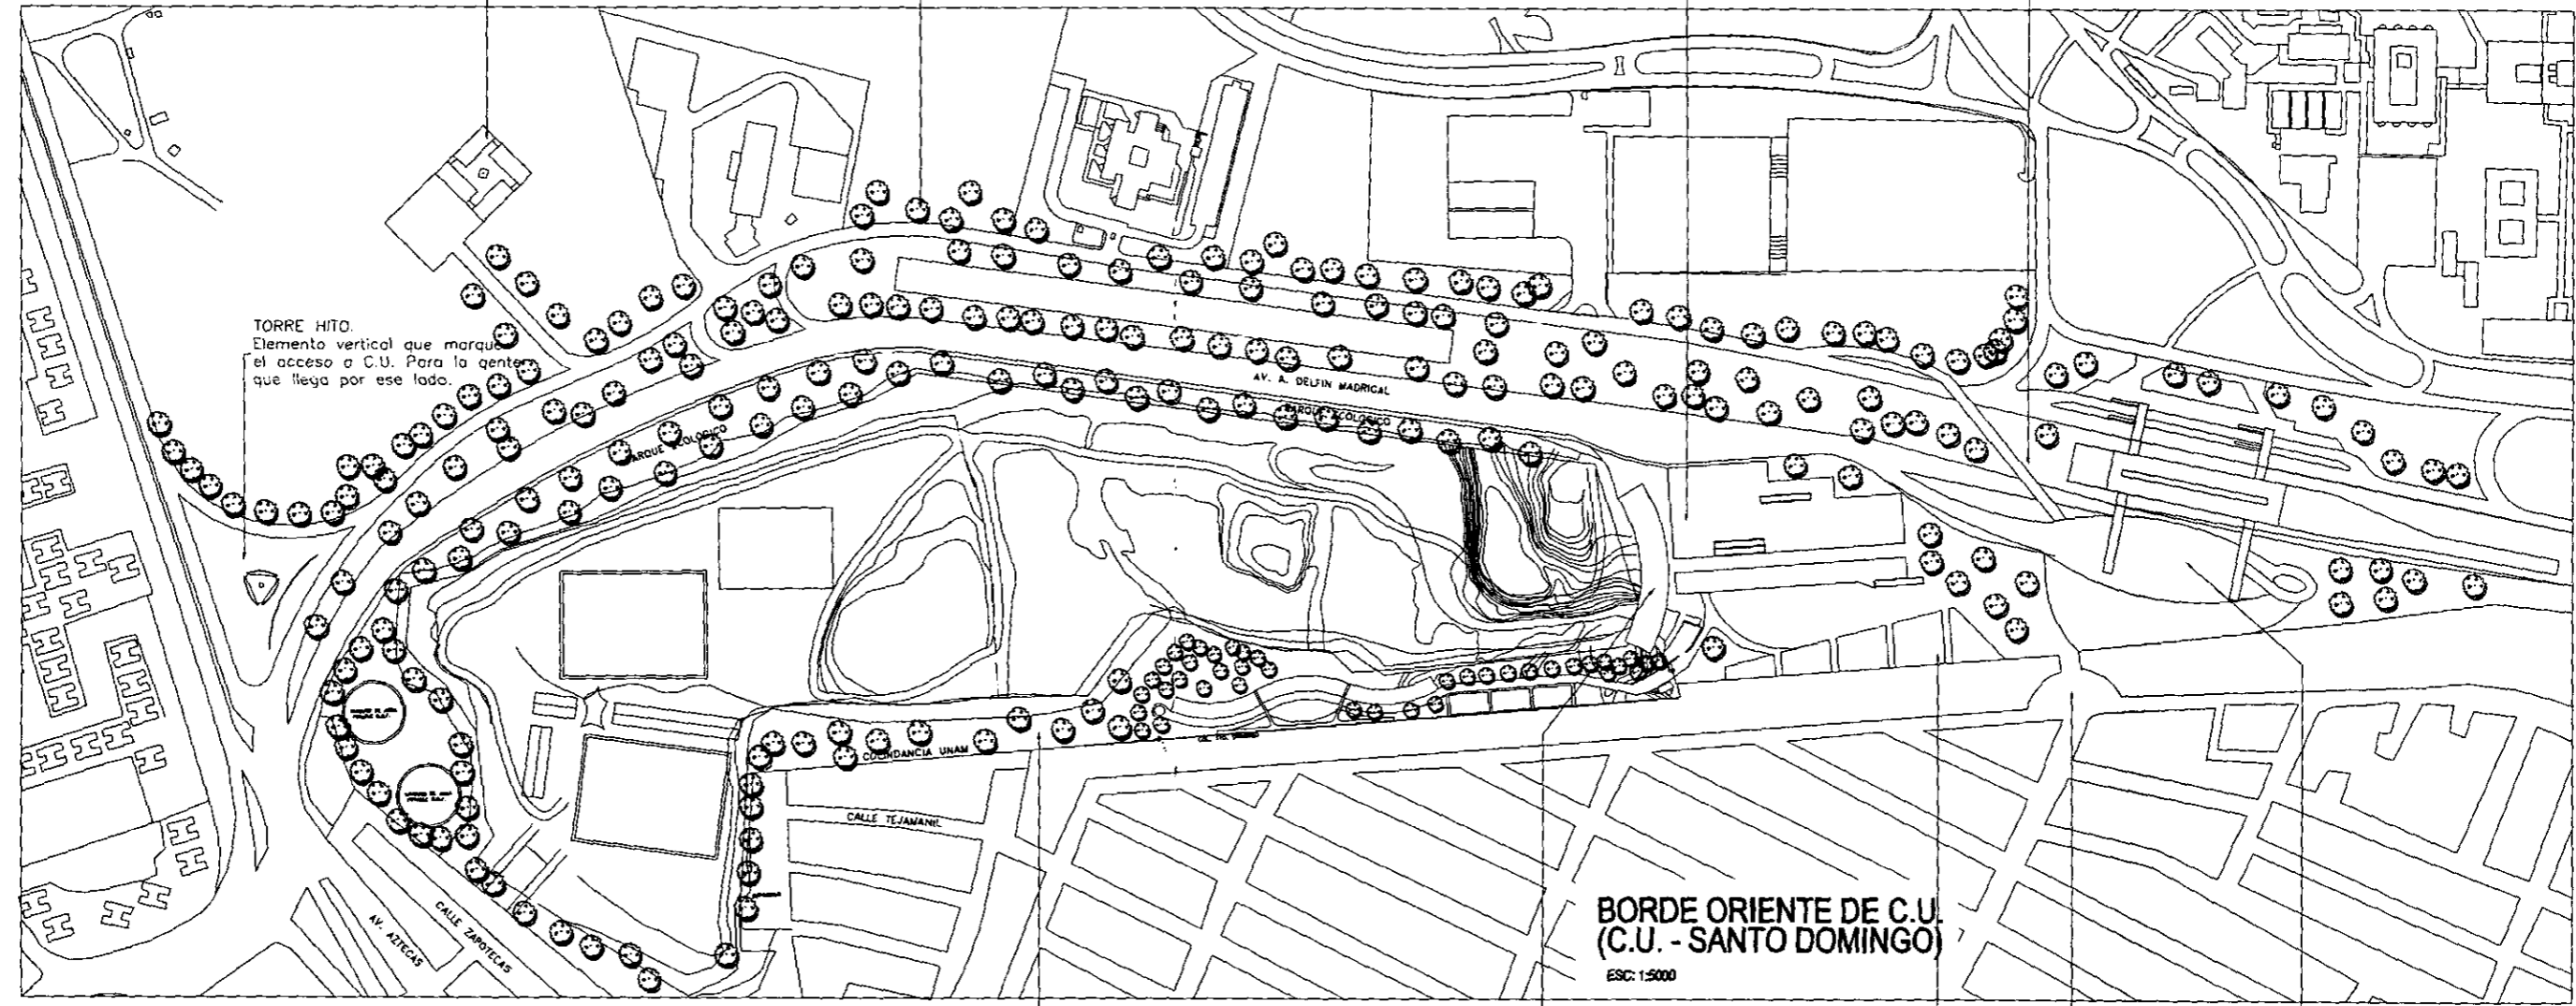 TORRE HITO.
Elemento vertical que marque
el acceso a C.U. Para la gente
que llega por ese lado.
AV. A. DELFIN MADRIGAL
PARQUE ECOLOGICO
PARQUE ECOLOGICO
COLINDANCIA UNAM
CALLE TEJAMANIL
AV. AZTECAS
CALLE ZAPOTECAS
BORDE ORIENTE DE C.U.
(C.U. - SANTO DOMINGO)
ESC: 1:5000